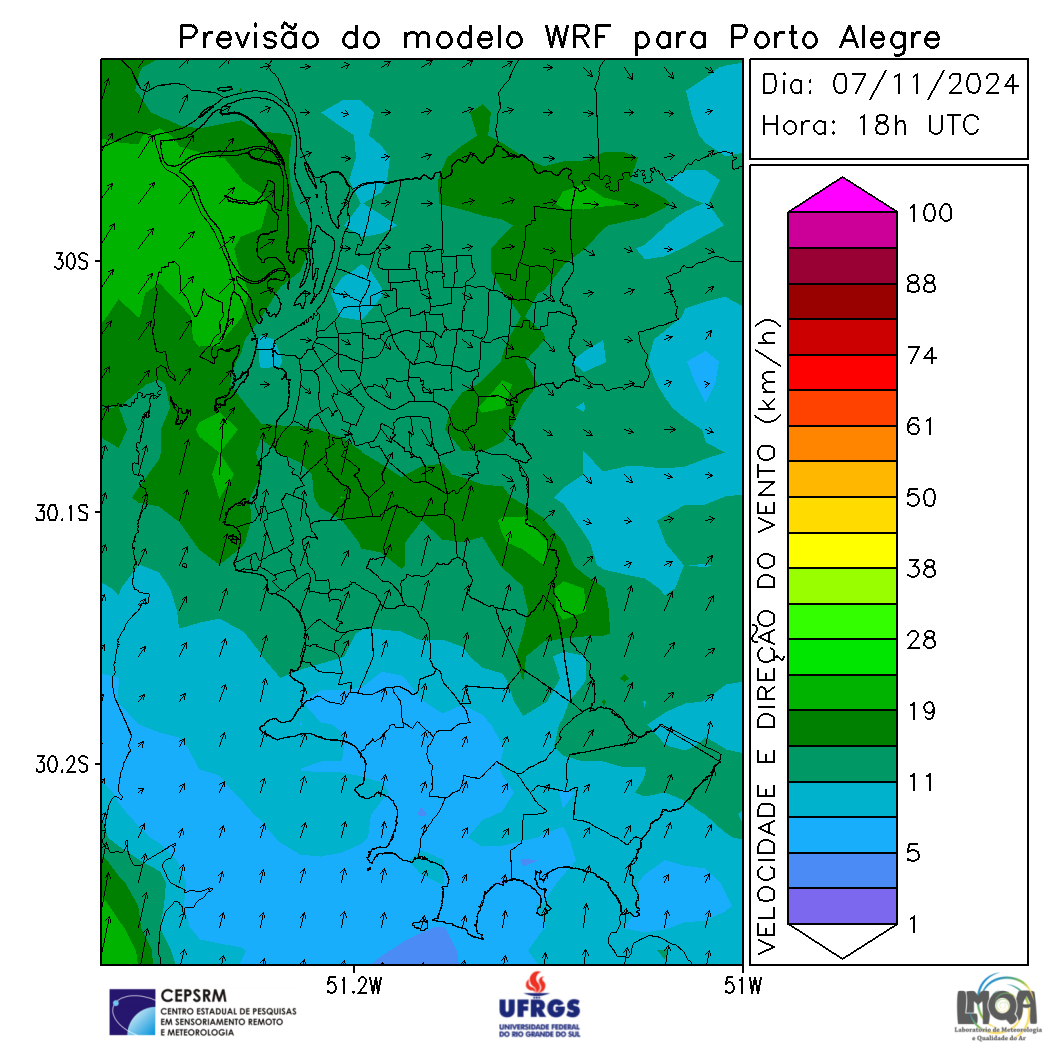 Previsão do modelo WRF para Porto Alegre
Dia: 07/11/2024
Hora: 18h UTC
30S
30.1S
30.2S
51.2W
51W
VELOCIDADE E DIREÇÃO DO VENTO (km/h)
100
88
74
61
50
38
28
19
11
5
1
CEPSRM
CENTRO ESTADUAL DE PESQUISAS
EM SENSORIAMENTO REMOTO
E METEOROLOGIA
UFRGS
UNIVERSIDADE FEDERAL
DO RIO GRANDE DO SUL
LMQA
Laboratório de Meteorologia
e Qualidade do Ar